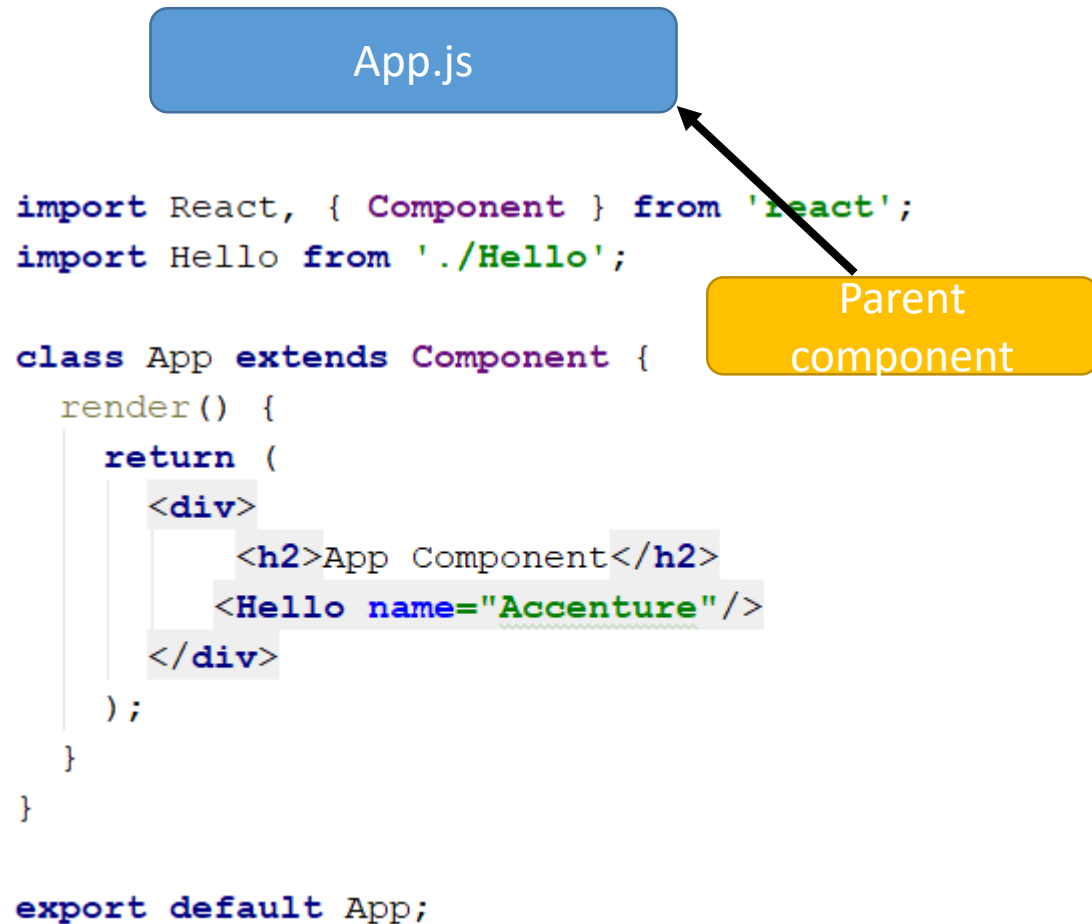 App.js
import React, { Component } from 'react';
import Hello from './Hello';
Parent
component
class App extends Component {
render() {
return (
<div>
<h2>App Component</h2>
<Hello name="Accenture"/>
</div>
);
}
}
export default App;